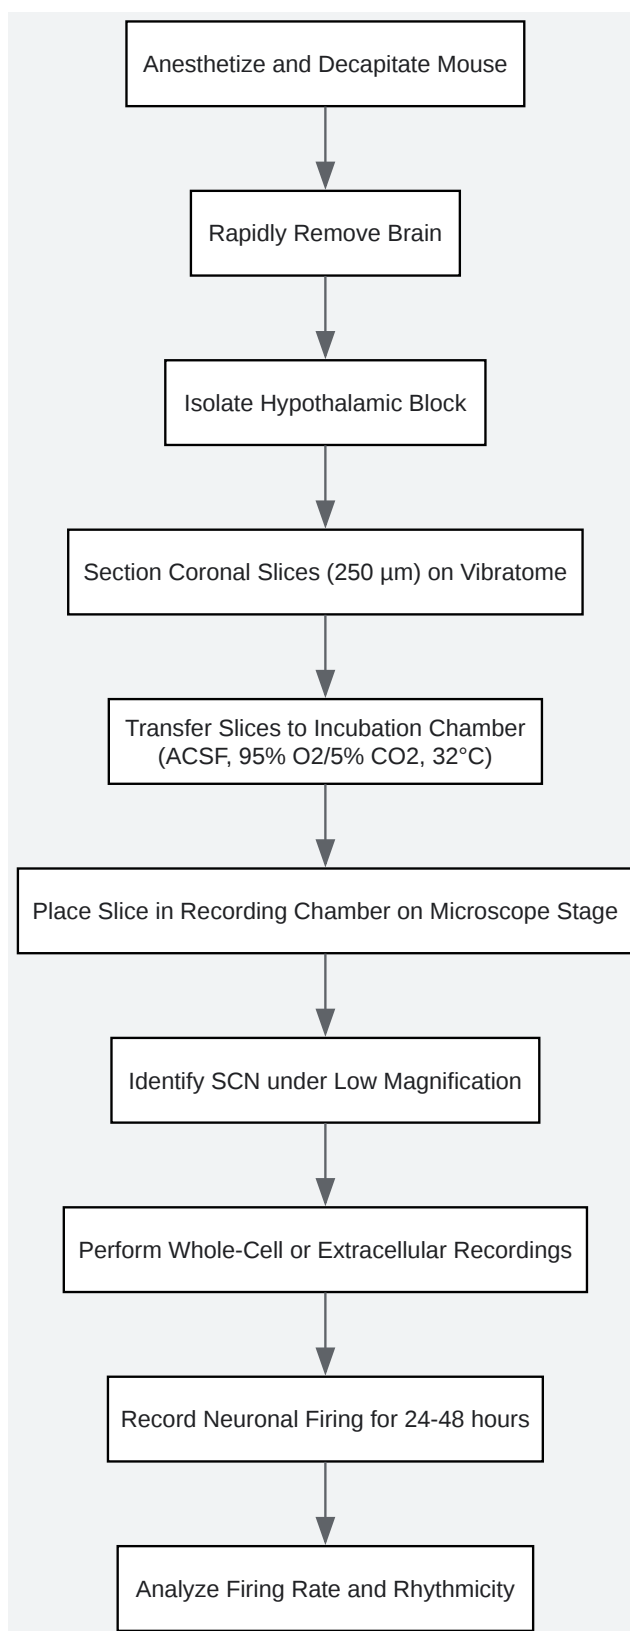 Anesthetize and Decapitate Mouse
Rapidly Remove Brain
Isolate Hypothalamic Block
Section Coronal Slices (250 µm) on Vibratome
Transfer Slices to Incubation Chamber
(ACSF, 95% O2/5% CO2, 32°C)
Place Slice in Recording Chamber on Microscope Stage
Identify SCN under Low Magnification
Perform Whole-Cell or Extracellular Recordings
Record Neuronal Firing for 24-48 hours
Analyze Firing Rate and Rhythmicity